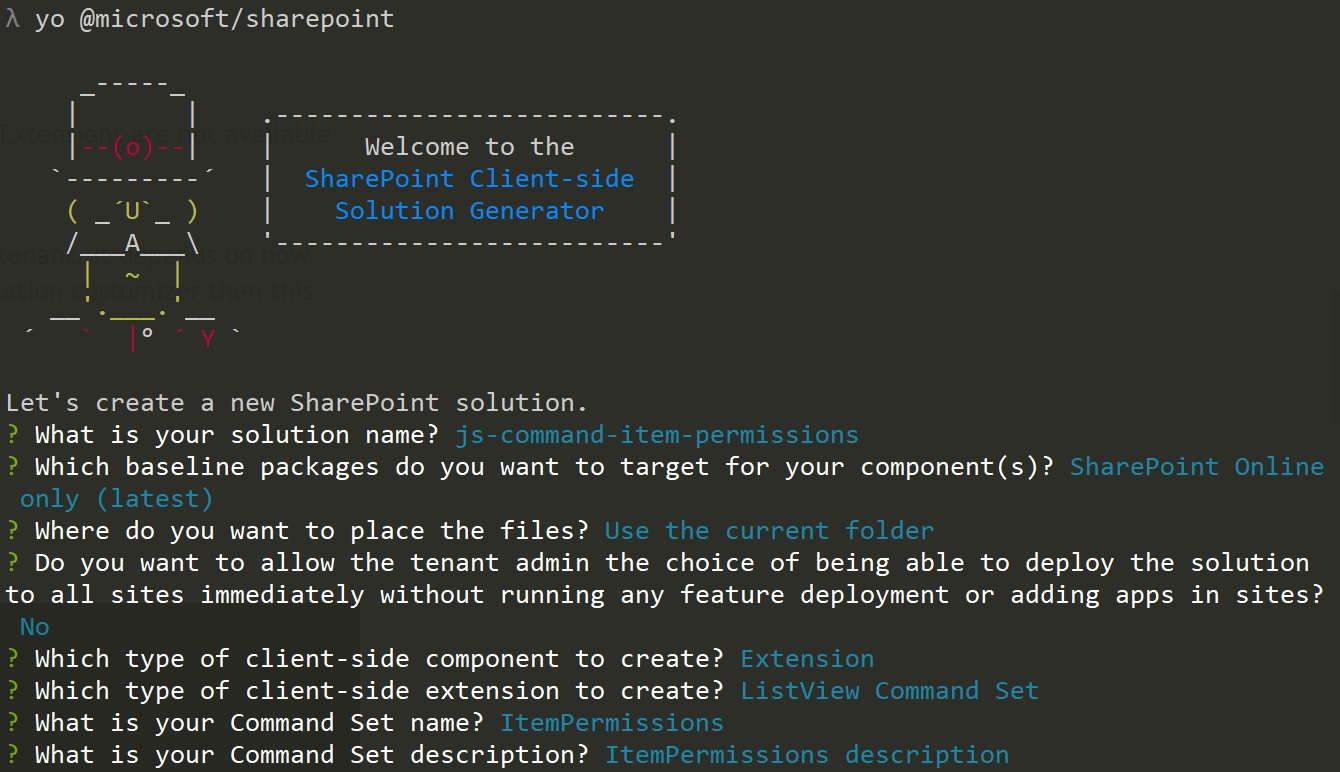 λ yo @microsoft/sharepoint
Extensions are not available
--(o)--
Welcome to the
SharePoint Client-side
( _´U`_ )
Solution Generator
/___A___\
tenant. It depends on how
| ~ |
cation customizer then this
__'.___.'__
´ ` |° ´ Y `
Let's create a new SharePoint solution.
? What is your solution name? js-command-item-permissions
? Which baseline packages do you want to target for your component(s)? SharePoint Online
only (latest)
? Where do you want to place the files? Use the current folder
? Do you want to allow the tenant admin the choice of being able to deploy the solution
to all sites immediately without running any feature deployment or adding apps in sites?
No
? Which type of client-side component to create? Extension
? Which type of client-side extension to create? ListView Command Set
? What is your Command Set name? ItemPermissions
? What is your Command Set description? ItemPermissions description